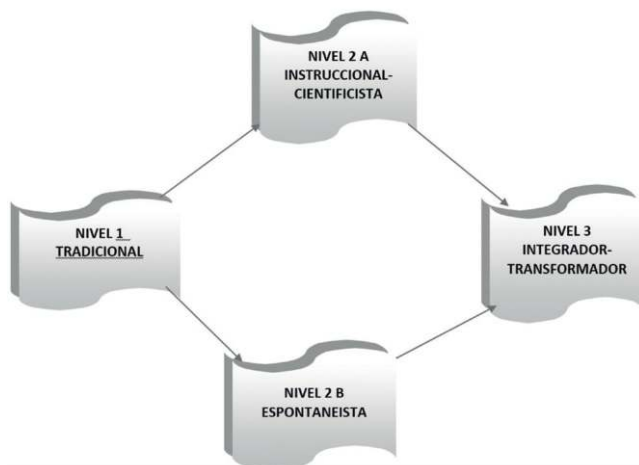 NIVEL 2 A
INSTRUCCIONAL-
CIENTIFICISTA
NIVEL 1
TRADICIONAL
NIVEL 3
INTEGRADOR-
TRANSFORMADOR
NIVEL 2 B
ESPONTANEISTA